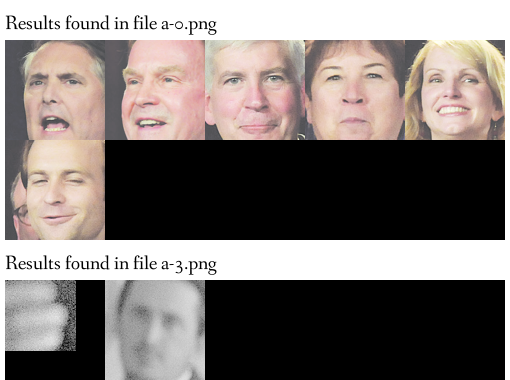 Results found in file a-0.png
Results found in file a-3.png